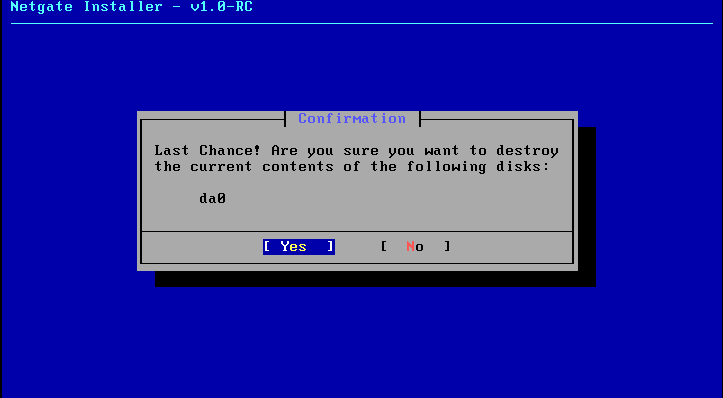 Netgate Installer - v1.0-RC
Confirmation
Last Chance! Are you sure you want to destroy
the current contents of the following disks:
da0
[ Yes ] [ No ]